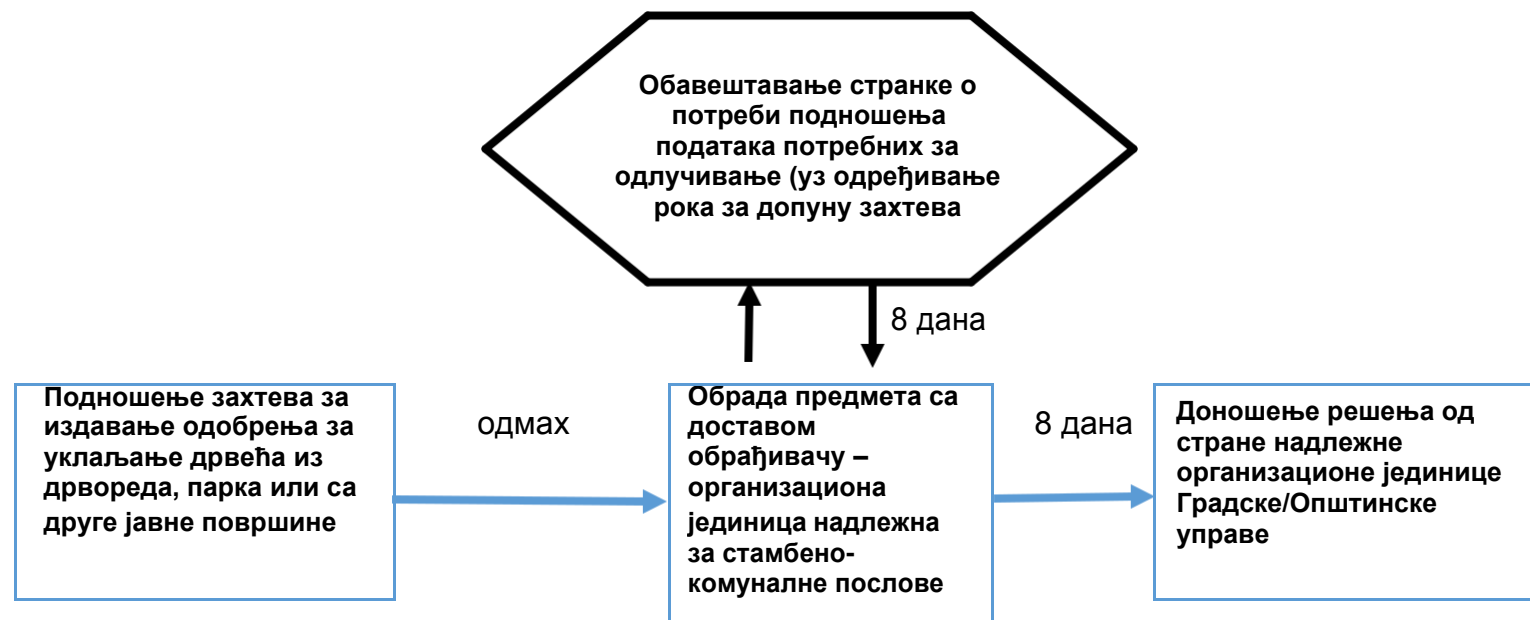 Обавештавање странке о
потреби подношења
података потребних за
одлучивање (уз одређивање
рока за допуну захтева
8 дана
Подношење захтева за
издавање одобрења за
уклаљање дрвећа из
дрвореда, парка или са
друге јавне површине
одмах
Обрада предмета са
доставом
обрађивачу –
организациона
јединица надлежна
за стамбено-
комуналне послове
8 дана
Доношење решења од
стране надлежне
организационе јединице
Градске/Општинске
управе